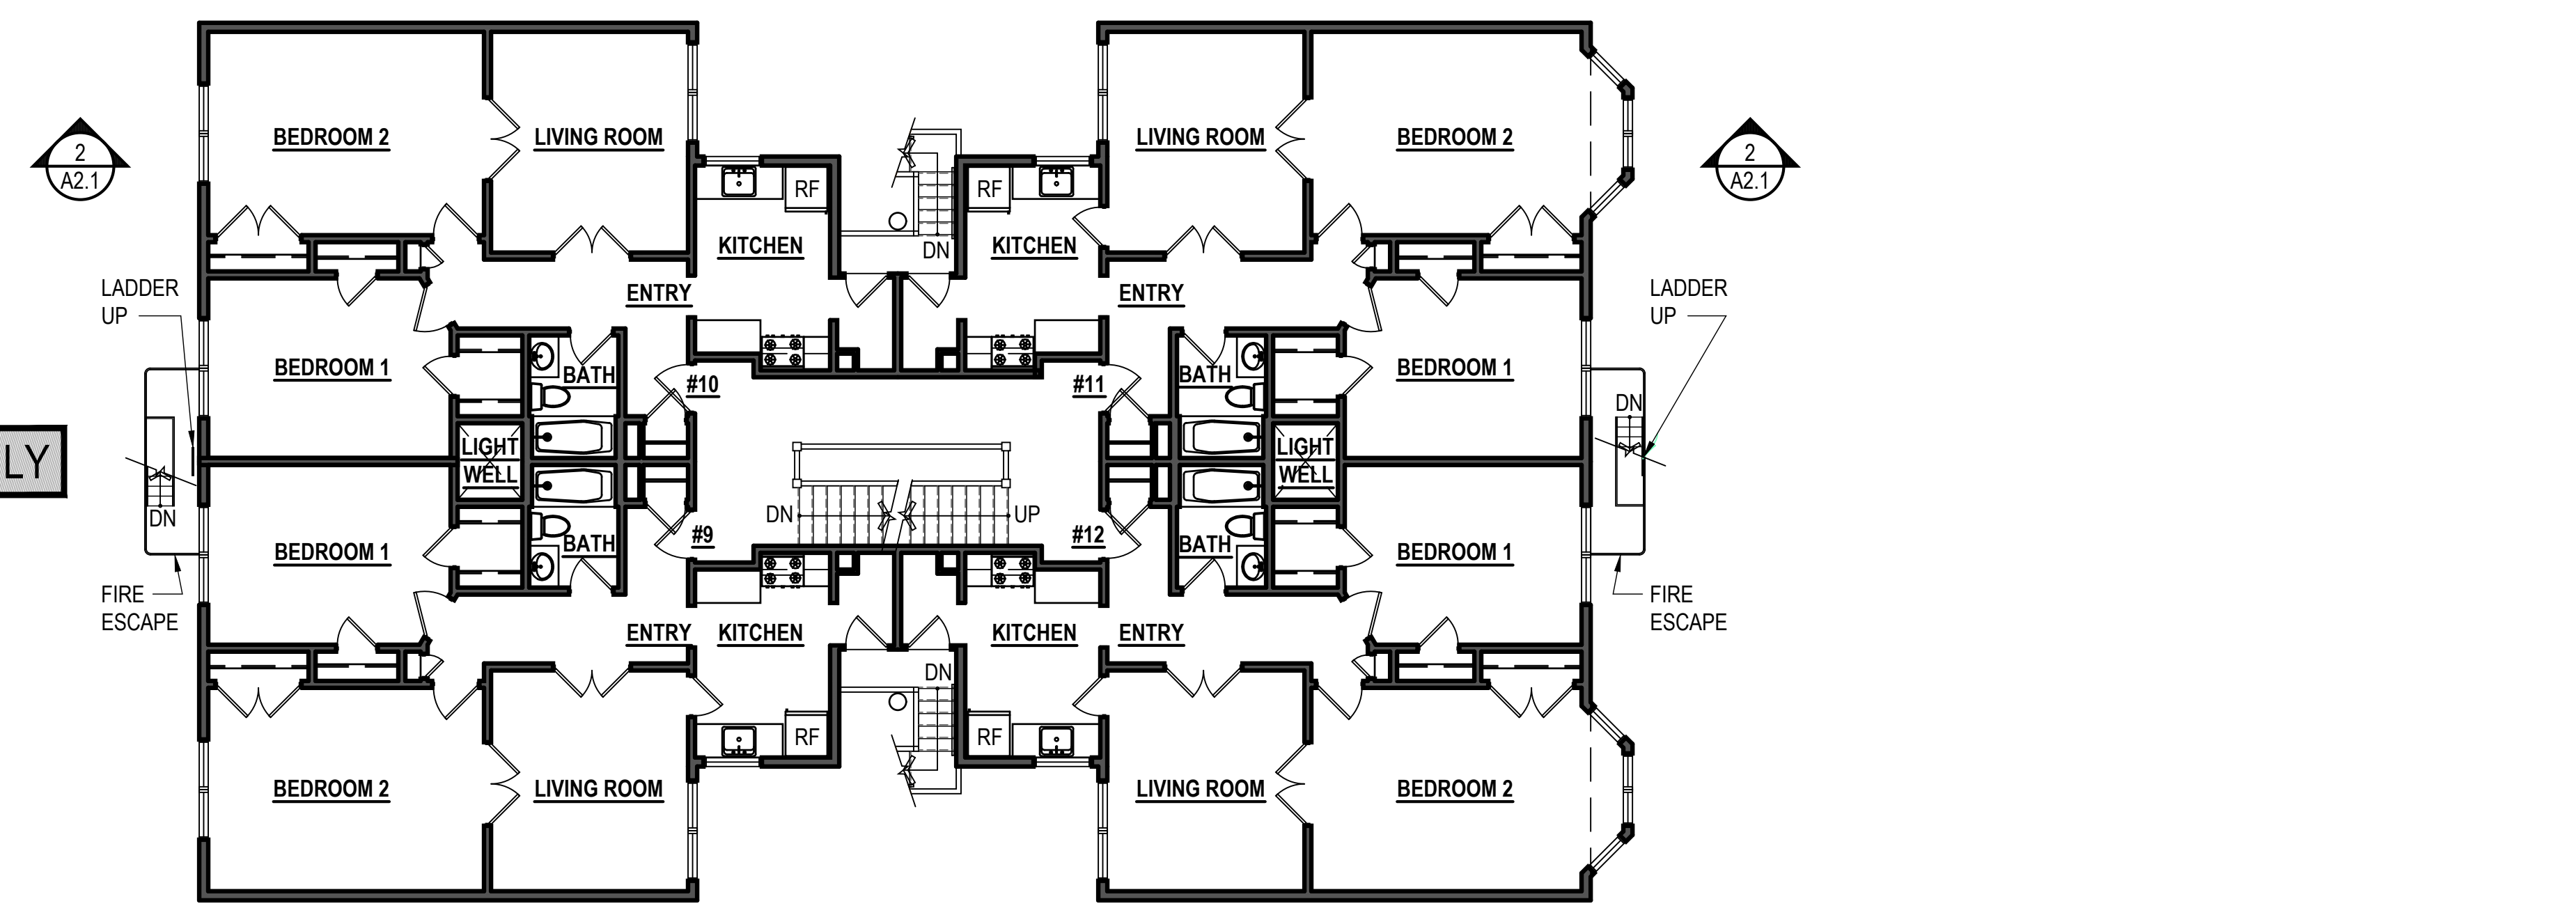 BEDROOM 2
LIVING ROOM
LIVING ROOM
BEDROOM 2
2
A2.1
2
A2.1
RF
RF
KITCHEN
KITCHEN
DN
LADDER
UP
ENTRY
ENTRY
LADDER
UP
BEDROOM 1
BATH
#10
#11
BATH
BEDROOM 1
DN
LY
LIGHT
WELL
LIGHT
WELL
DN
DN
UP
#9
#12
BEDROOM 1
BATH
BATH
BEDROOM 1
FIRE
ESCAPE
FIRE
ESCAPE
ENTRY
KITCHEN
KITCHEN
ENTRY
DN
RF
RF
BEDROOM 2
LIVING ROOM
LIVING ROOM
BEDROOM 2